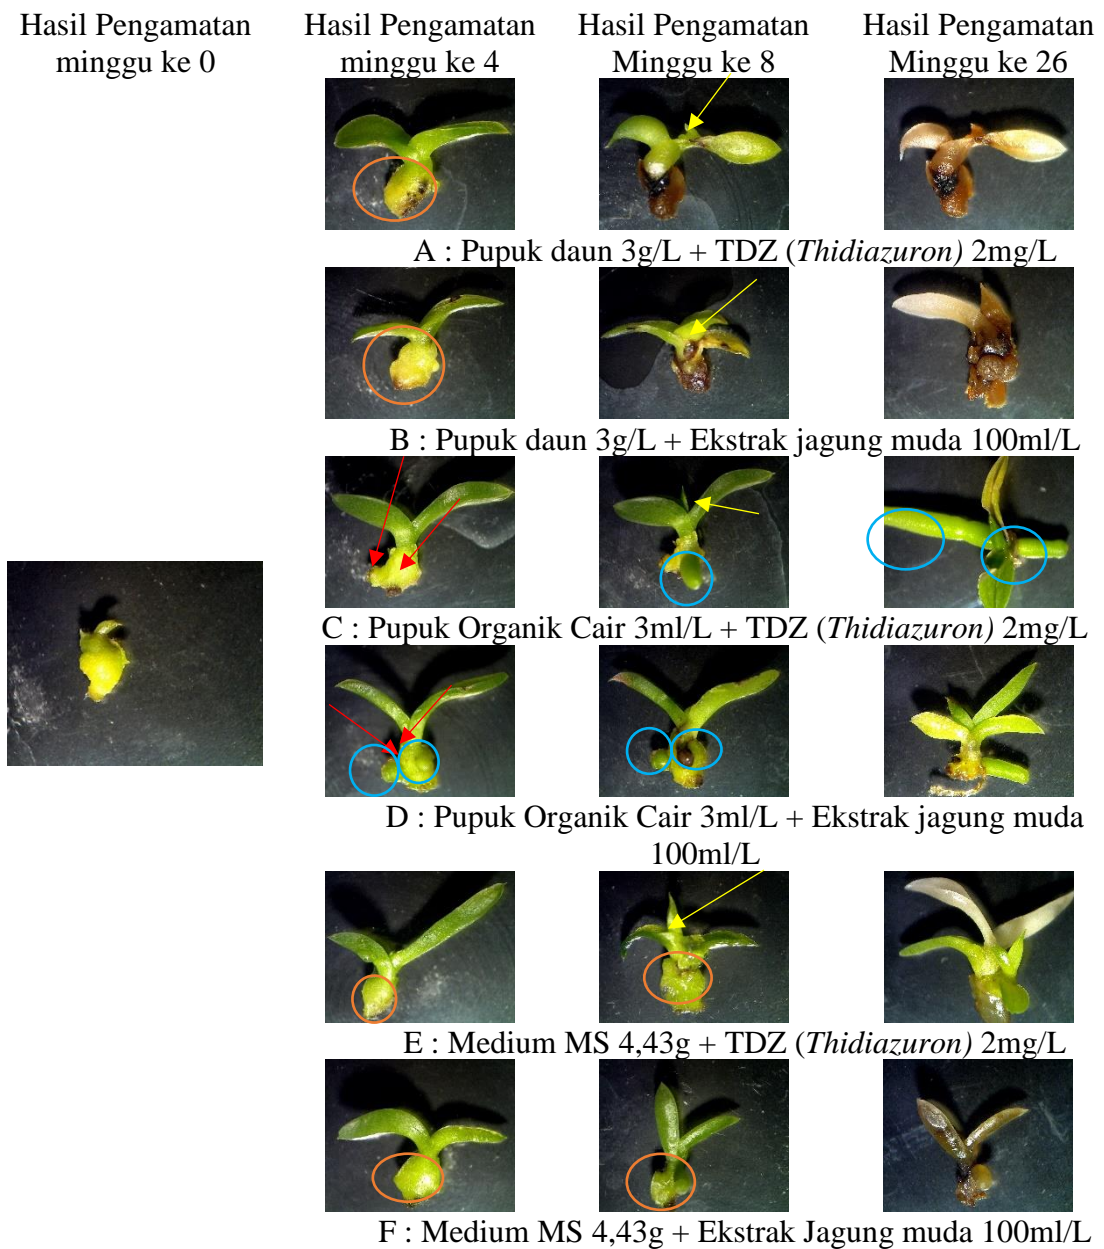 Hasil Pengamatan
minggu ke 0
Hasil Pengamatan
minggu ke 4
Hasil Pengamatan
Minggu ke 8
Hasil Pengamatan
Minggu ke 26
A : Pupuk daun 3g/L + TDZ (Thidiazuron) 2mg/L
B : Pupuk daun 3g/L + Ekstrak jagung muda 100ml/L
C : Pupuk Organik Cair 3ml/L + TDZ (Thidiazuron) 2mg/L
D : Pupuk Organik Cair 3ml/L + Ekstrak jagung muda
100ml/L
E : Medium MS 4,43g + TDZ (Thidiazuron) 2mg/L
F : Medium MS 4,43g + Ekstrak Jagung muda 100ml/L